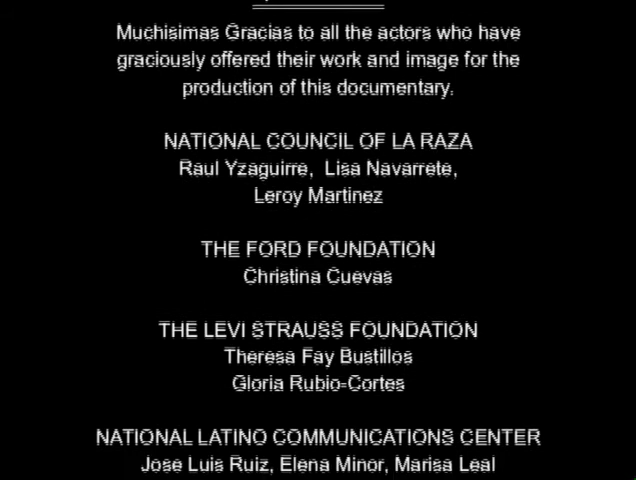 Muchisimas Gracias to all the actors who have
graciously offered their work and image for the
production of this documentary.
NATIONAL COUNCIL OF LA RAZA
Raul Yzaguirre, Lisa Navarrete,
Leroy Martinez
THE FORD FOUNDATION
Christina Cuevas
THE LEVI STRAUSS FOUNDATION
Theresa Fay Bustillos
Gloria Rubio-Cortes
NATIONAL LATINO COMMUNICATIONS CENTER
Jose Luis Ruiz, Elena Minor, Marisa Leal